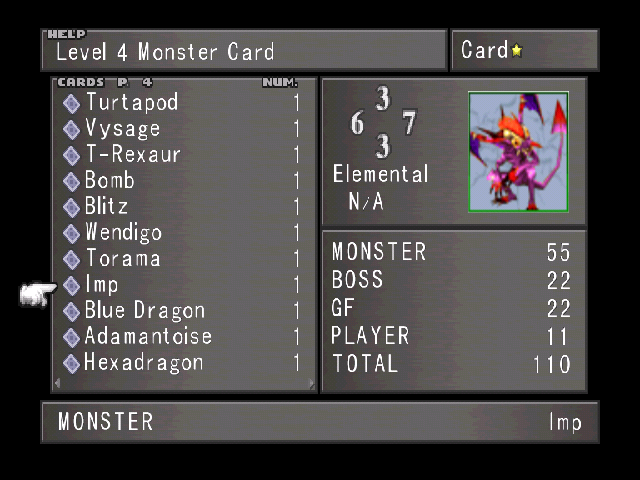 HELP
Level 4 Monster Card
Card
CARDS P. 4 NUM.
Turtapod 1
Vysage 1
T-Rexaur 1
Bomb 1
Blitz 1
Wendigo 1
Torama 1
Imp 1
Blue Dragon 1
Adamantoise 1
Hexadragon 1
3
6 7
3
Elemental
N/A
MONSTER 55
BOSS 22
GF 22
PLAYER 11
TOTAL 110
MONSTER Imp